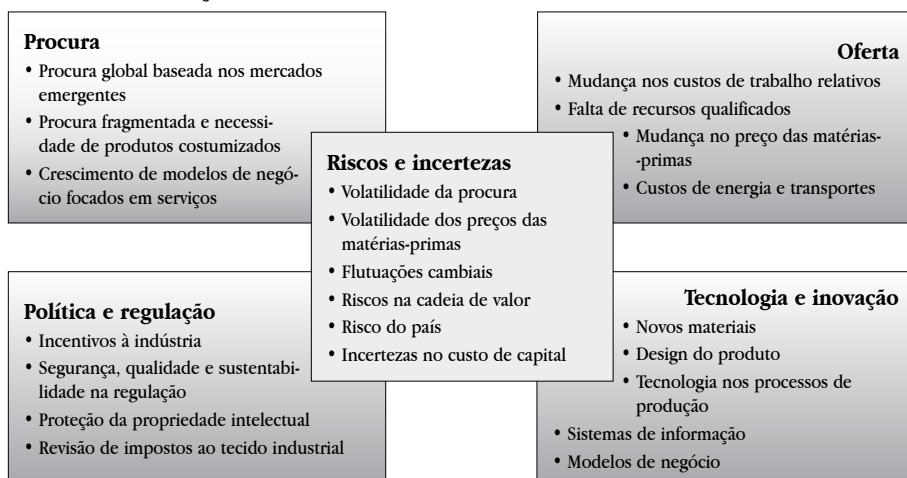 Procura
• Procura global baseada nos mercados
emergentes
• Procura fragmentada e necessi-
dade de produtos costumizados
• Crescimento de modelos de negó-
cio focados em serviços
Oferta
• Mudança nos custos de trabalho relativos
• Falta de recursos qualificados
• Mudança no preço das matérias-
-primas
• Custos de energia e transportes
Riscos e incertezas
• Volatilidade da procura
• Volatilidade dos preços das
matérias-primas
• Flutuações cambiais
• Riscos na cadeia de valor
• Risco do país
• Incertezas no custo de capital
Política e regulação
• Incentivos à indústria
• Segurança, qualidade e sustentabi-
lidade na regulação
• Proteção da propriedade intelectual
• Revisão de impostos ao tecido industrial
Tecnologia e inovação
• Novos materiais
• Design do produto
• Tecnologia nos processos de
produção
• Sistemas de informação
• Modelos de negócio